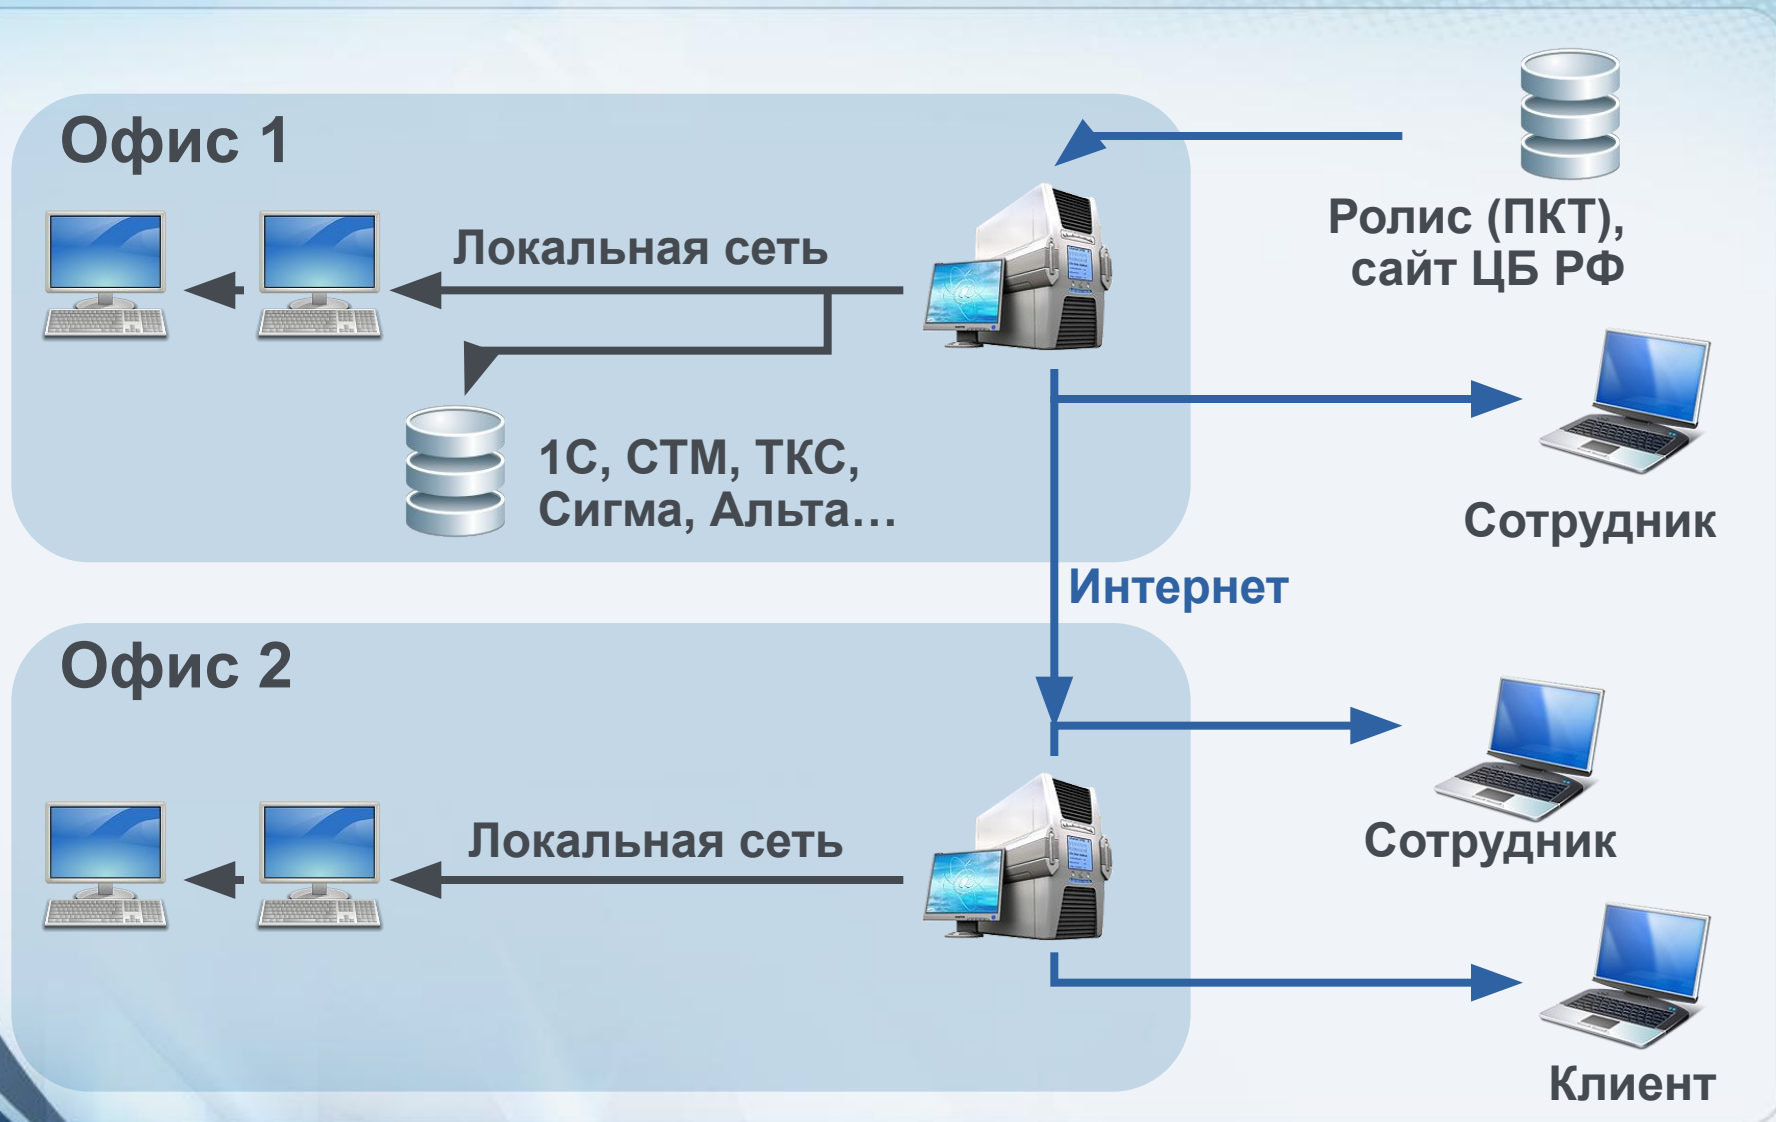 Офис 1
Локальная сеть
Ролис (ПКТ),
сайт ЦБ РФ
1С, СТМ, ТКС,
Сигма, Альта…
Сотрудник
Интернет
Офис 2
Локальная сеть
Сотрудник
Клиент